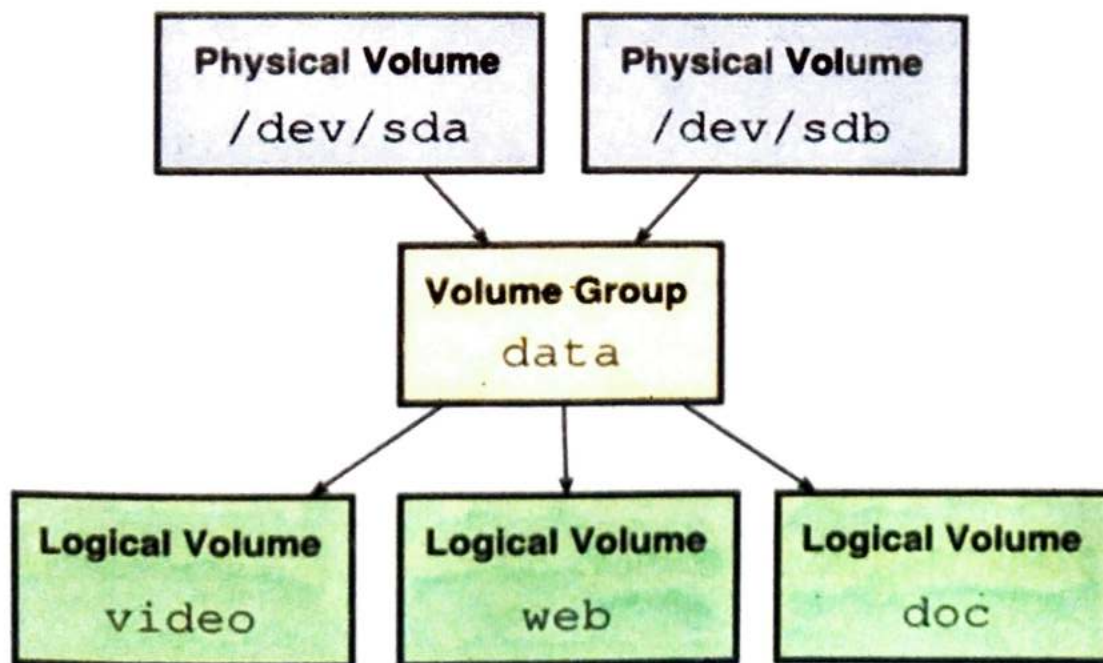 Physical Volume
/dev/sda
Physical Volume
/dev/sdb
Volume Group
data
Logical Volume
video
Logical Volume
web
Logical Volume
doc